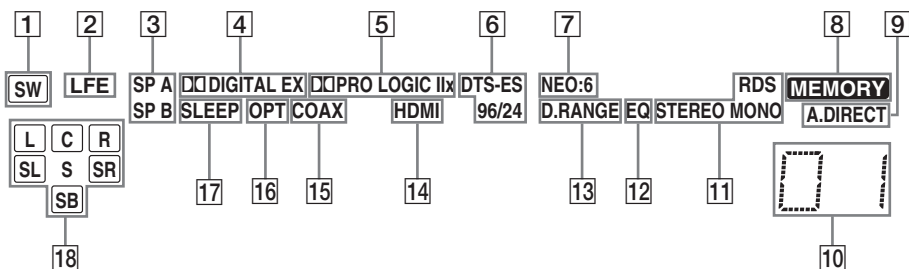 1 2 3 4 5 6 7 8 9
SW LFE SP A DIGITAL EX PRO LOGIC IIx DTS-ES NEO:6 RDS MEMORY
SP B SLEEP OPT COAX HDMI 96/24 D.RANGE EQ STEREO MONO A.DIRECT
L C R
SL S SR
SB
01
17 16 15 14 13 12 11
18 10